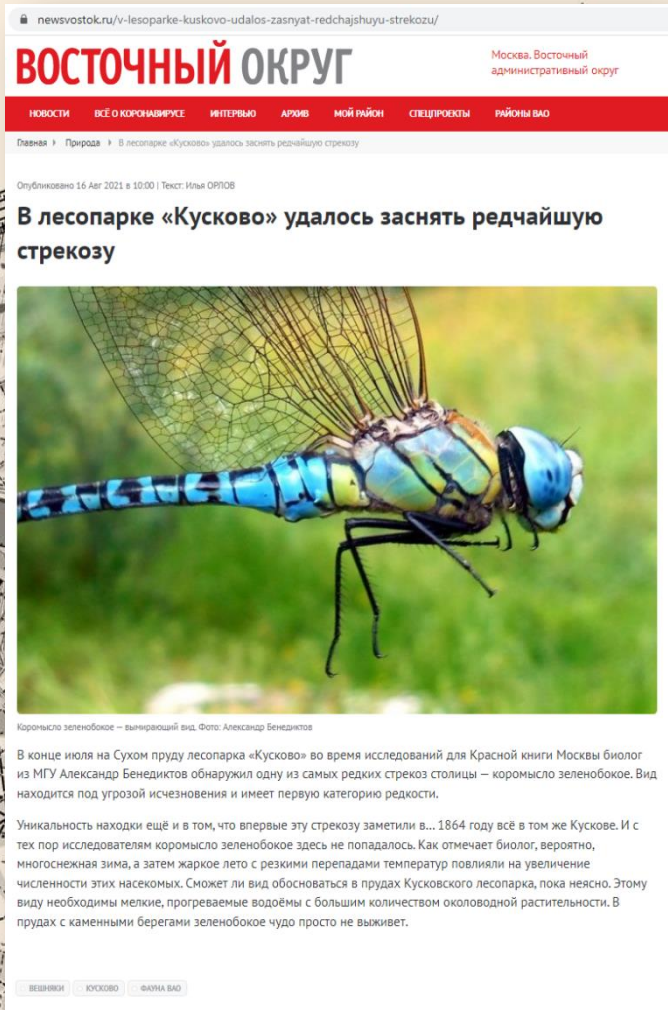 newsvostok.ru/v-lesoparke-kuskovo-udalos-zasnyat-redchajshuyu-strekozu/
ВОСТОЧНЫЙ ОКРУГ
Москва. Восточный
административный округ
НОВОСТИ ВСЁ О КОРОНАВИРУСЕ ИНТЕРВЬЮ АРХИВ МОЙ РАЙОН СПЕЦПРОЕКТЫ РАЙОНЫ ВАО
Главная Природа В лесопарке «Кусково» удалось заснять редчайшую стрекозу
Опубликовано 16 Авг 2021 в 10:00 | Текст: Илья ОРЛОВ
В лесопарке «Кусково» удалось заснять редчайшую
стрекозу
Коромысло зеленобокое — вымирающий вид. Фото: Александр Бенедиктов
В конце июля на Сухом пруду лесопарка «Кусково» во время исследований для Красной книги Москвы биолог
из МГУ Александр Бенедиктов обнаружил одну из самых редких стрекоз столицы — коромысло зеленобокое. Вид
находится под угрозой исчезновения и имеет первую категорию редкости.
Уникальность находки ещё и в том, что впервые эту стрекозу заметили в... 1864 году всё в том же Кускове. И с
тех пор исследователям коромысло зеленобокое здесь не попадалось. Как отмечает биолог, вероятно,
многоснежная зима, а затем жаркое лето с резкими перепадами температур повлияли на увеличение
численности этих насекомых. Сможет ли вид обосноваться в прудах Кусковского лесопарка, пока неясно. Этому
виду необходимы мелкие, прогреваемые водоёмы с большим количеством околоводной растительности. В
прудах с каменными берегами зеленобокое чудо просто не выживет.
ВЕШНЯКИ КУСКОВО ФАУНА ВАО